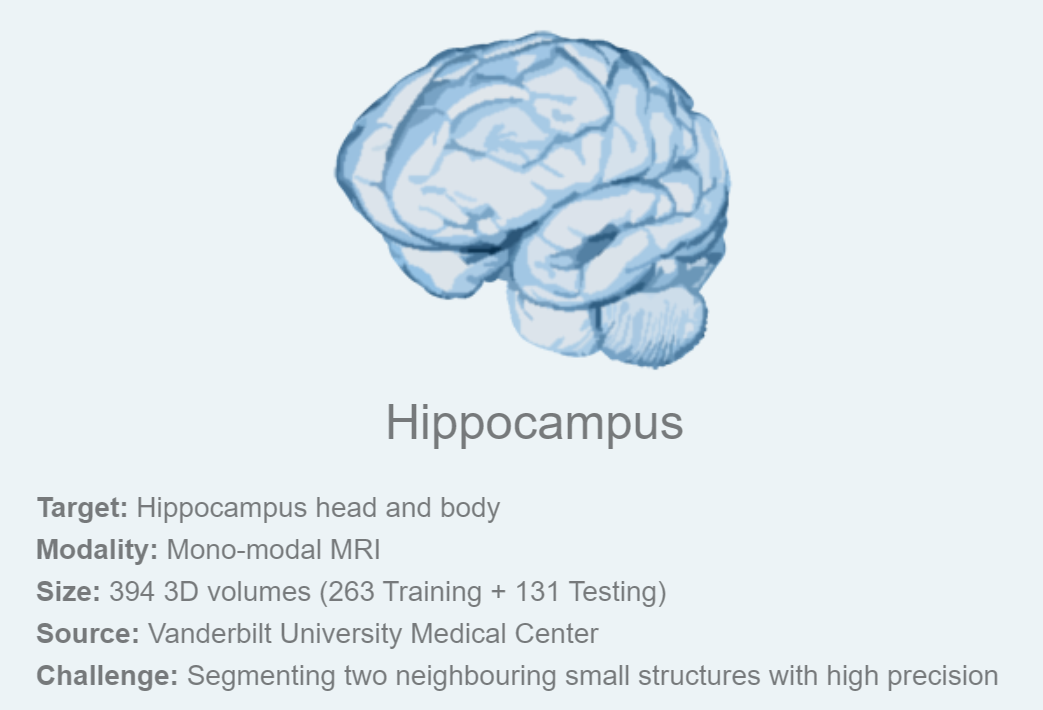 Hippocampus
Target: Hippocampus head and body
Modality: Mono-modal MRI
Size: 394 3D volumes (263 Training + 131 Testing)
Source: Vanderbilt University Medical Center
Challenge: Segmenting two neighbouring small structures with high precision